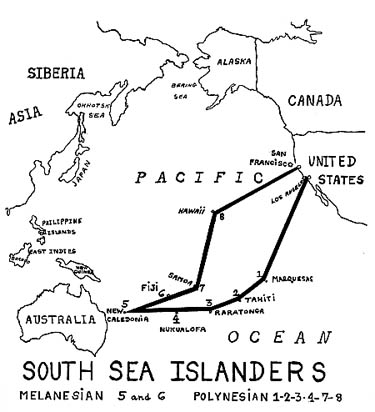 ALASKA
SIBERIA
BERING
SEA
ASIA
OKHOTSK
SEA
CANADA
JAPAN
SAN
FRANCISCO
UNITED
STATES
LOS ANGELES
PACIFIC
HAWAII
8
PHILIPPINE
ISLANDS
EAST INDIES
BORNEO
NEW GUINEA
SAMOA
7
1
MARQUESAS
FIJI
6
2
TAHITI
5
NEW
CALEDONIA
4
NUKUALOFA
3
RARATONGA
AUSTRALIA
OCEAN
SOUTH SEA ISLANDERS
MELANESIAN 5 and 6 POLYNESIAN 1-2-3-4-7-8